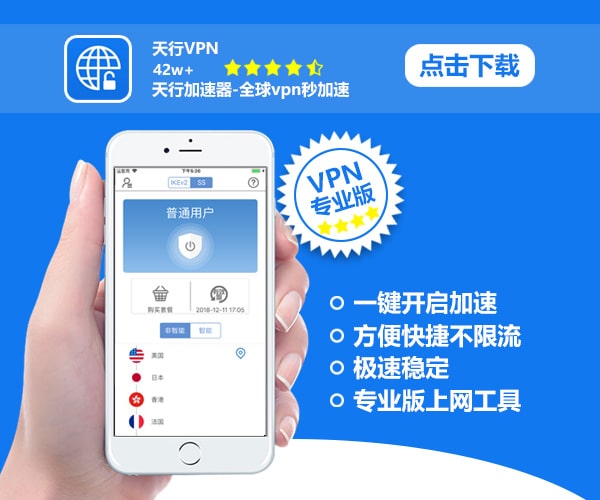 天行VPN
42w+
天行加速器-全球vpn秒加速
点击下载
VPN
专业版
下午5:36
IKEv2 SS
普通用户
购买套餐
2018-12-11 17:05
非智能 智能
美国
日本
香港
法国
一键开启加速
方便快捷不限流
极速稳定
专业版上网工具